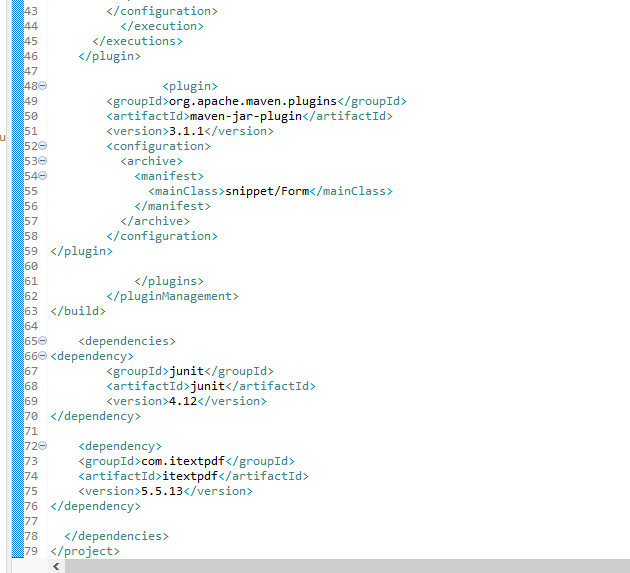 43 </configuration>
44 </execution>
45 </executions>
46 </plugin>
47
48 <plugin>
49 <groupId>org.apache.maven.plugins</groupId>
50 <artifactId>maven-jar-plugin</artifactId>
51 <version>3.1.1</version>
52 <configuration>
53 <archive>
54 <manifest>
55 <mainClass>snippet/Form</mainClass>
56 </manifest>
57 </archive>
58 </configuration>
59 </plugin>
60
61 </plugins>
62 </pluginManagement>
63 </build>
64
65 <dependencies>
66 <dependency>
67 <groupId>junit</groupId>
68 <artifactId>junit</artifactId>
69 <version>4.12</version>
70 </dependency>
71
72 <dependency>
73 <groupId>com.itextpdf</groupId>
74 <artifactId>itextpdf</artifactId>
75 <version>5.5.13</version>
76 </dependency>
77
78 </dependencies>
79 </project>